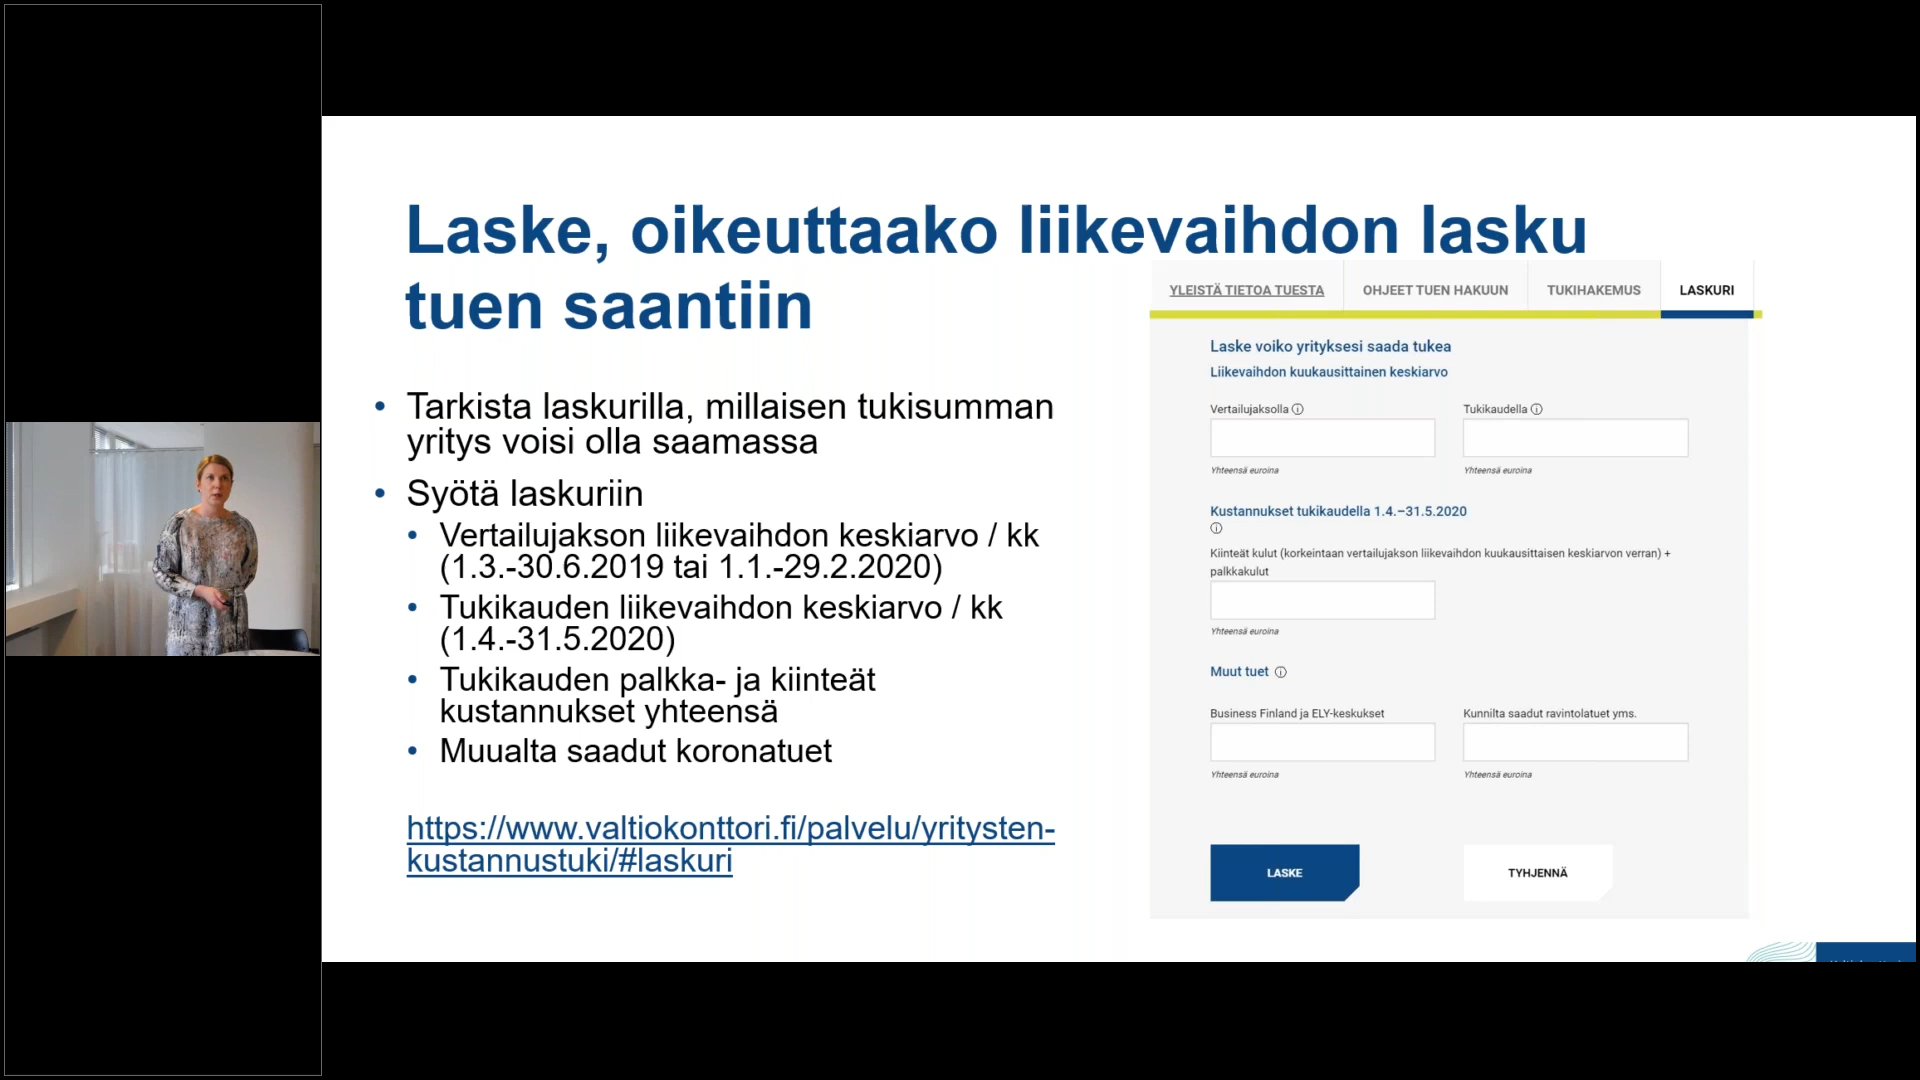 Laske, oikeuttaako liikevaihdon lasku
tuen saantiin
• Tarkista laskurilla, millaisen tukisumman
yritys voisi olla saamassa
• Syötä laskuriin
• Vertailujakson liikevaihdon keskiarvo / kk
(1.3.-30.6.2019 tai 1.1.-29.2.2020)
• Tukikauden liikevaihdon keskiarvo / kk
(1.4.-31.5.2020)
• Tukikauden palkka- ja kiinteät
kustannukset yhteensä
• Muualta saadut koronatuet
https://www.valtiokonttori.fi/palvelu/yritysten-
kustannustuki/#laskuri
YLEISTÄ TIETOA TUESTA OHJEET TUEN HAKUUN TUKIHAKEMUS LASKURI
Laske voiko yrityksesi saada tukea
Liikevaihdon kuukausittainen keskiarvo
Vertailujaksolla ⓘ Tukikaudella ⓘ
Yhteensä euroina Yhteensä euroina
Kustannukset tukikaudella 1.4.–31.5.2020
ⓘ
Kiinteät kulut (korkeintaan vertailujakson liikevaihdon kuukausittaisen keskiarvon verran) +
palkkakulut
Yhteensä euroina
Muut tuet ⓘ
Business Finland ja ELY-keskukset Kunnilta saadut ravintolatuet yms.
Yhteensä euroina Yhteensä euroina
LASKE TYHJENNÄ